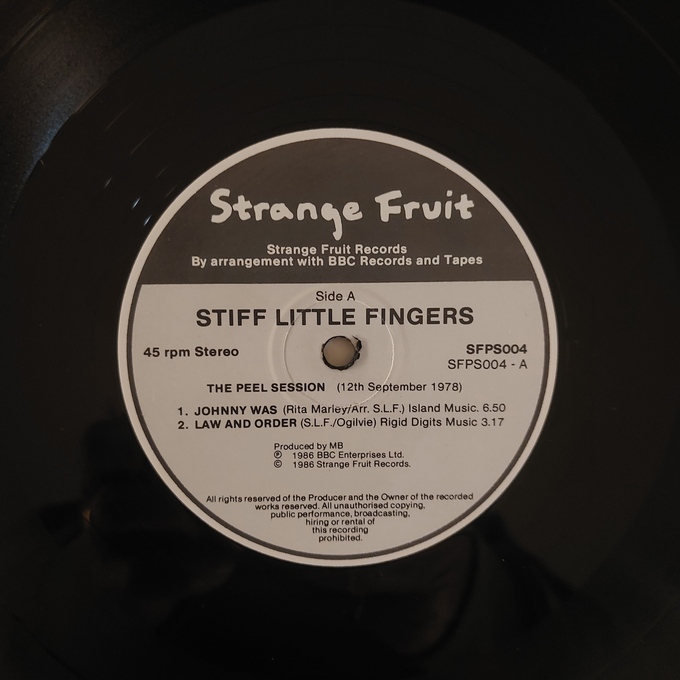 Strange Fruit
Strange Fruit Records
By arrangement with BBC Records and Tapes
Side A
STIFF LITTLE FINGERS
45 rpm Stereo
SFPS004
SFPS004 - A
THE PEEL SESSION (12th September 1978)
1. JOHNNY WAS (Rita Marley/Arr. S.L.F.) Island Music. 6.50
2. LAW AND ORDER (S.L.F./Ogilvie) Rigid Digits Music 3.17
Produced by MB
℗ 1986 BBC Enterprises Ltd.
© 1986 Strange Fruit Records.
All rights reserved of the Producer and the Owner of the recorded
works reserved. All unauthorised copying,
public performance, broadcasting,
hiring or rental of
this recording
prohibited.